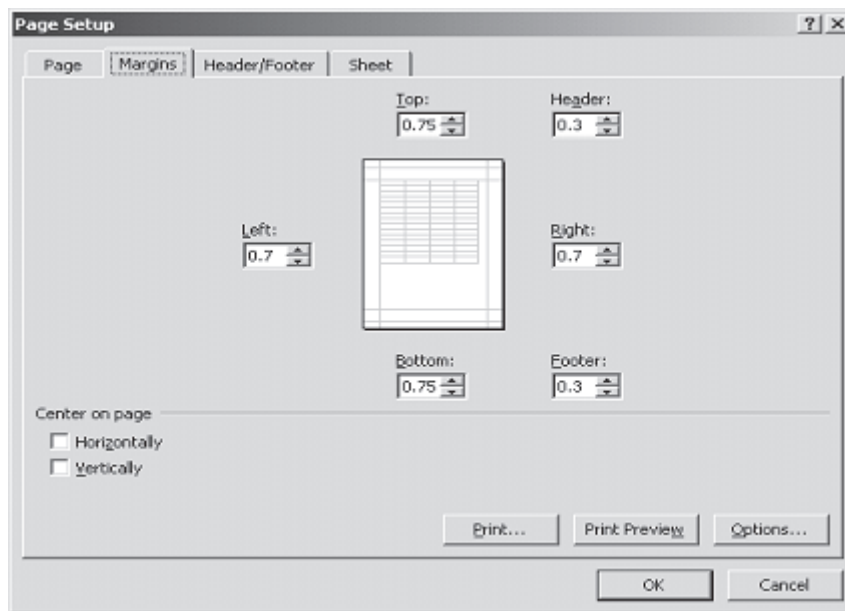 Page Setup ? X
Page Margins Header/Footer Sheet
Top: Header:
0.75 0.3
Left: Right:
0.7 0.7
Bottom: Footer:
0.75 0.3
Center on page
Horizontally
Vertically
Print... Print Preview Options...
OK Cancel